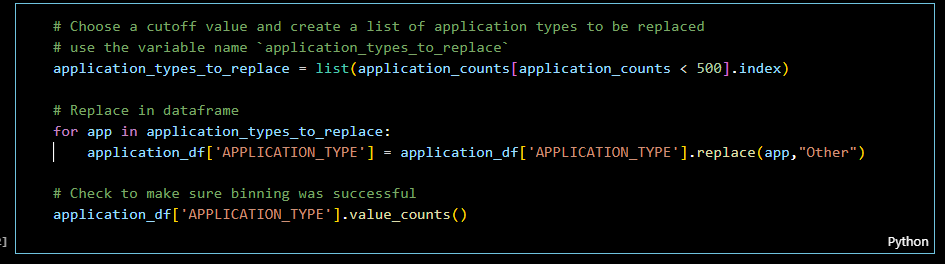 # Choose a cutoff value and create a list of application types to be replaced
# use the variable name `application_types_to_replace`
application_types_to_replace = list(application_counts[application_counts < 500].index)
# Replace in dataframe
for app in application_types_to_replace:
    application_df['APPLICATION_TYPE'] = application_df['APPLICATION_TYPE'].replace(app,"Other")
# Check to make sure binning was successful
application_df['APPLICATION_TYPE'].value_counts()
]
Python